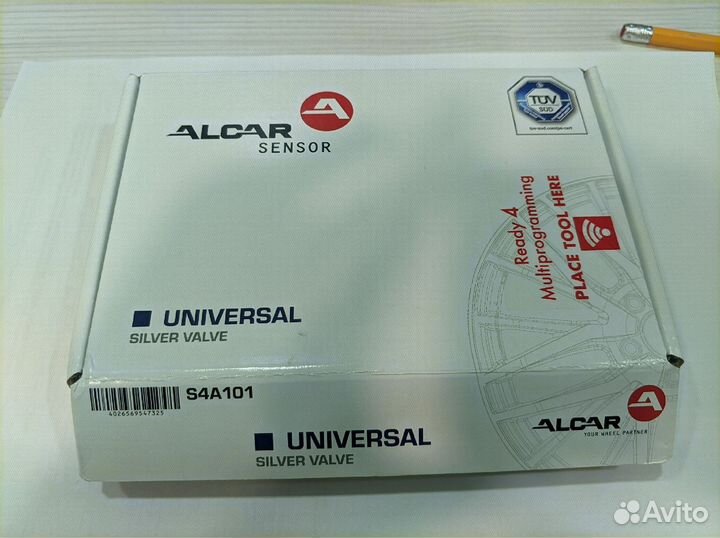 ALCAR
SENSOR
TÜV
SÜD
Ready 4
Multiprogramming
PLACE TOOL HERE
UNIVERSAL
SILVER VALVE
S4A101
4026569547325
UNIVERSAL
SILVER VALVE
ALCAR
YOUR WHEEL PARTNER
Avito